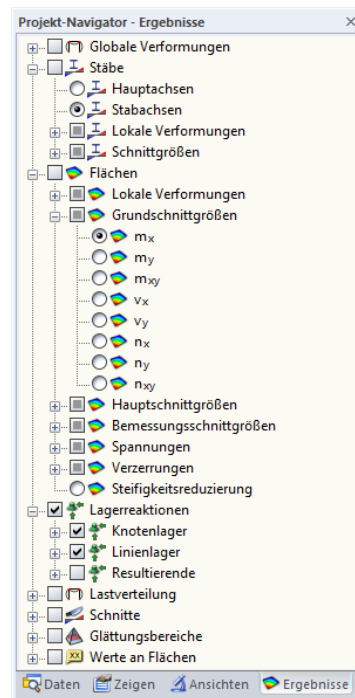 Projekt-Navigator - Ergebnisse
Globale Verformungen
Stäbe
Hauptachsen
Stabachsen
Lokale Verformungen
Schnittgrößen
Flächen
Lokale Verformungen
Grundschnittgrößen
mx
my
mxy
vx
vy
nx
ny
nxy
Hauptschnittgrößen
Bemessungsschnittgrößen
Spannungen
Verzerrungen
Steifigkeitsreduzierung
Lagerreaktionen
Knotenlager
Linienlager
Resultierende
Lastverteilung
Schnitte
Glättungsbereiche
xx Werte an Flächen
Daten Zeigen Ansichten Ergebnisse